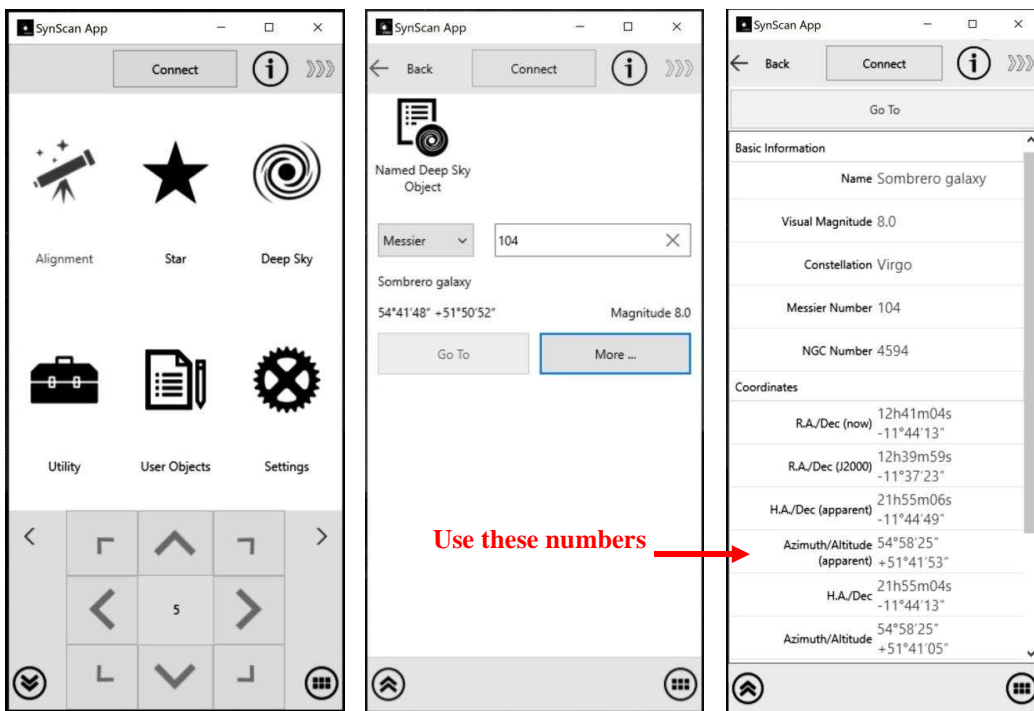 SynScan App
Connect
Alignment
Star
Deep Sky
Utility
User Objects
Settings
5
SynScan App
Back
Connect
Named Deep Sky
Object
Messier
104
Sombrero galaxy
54°41'48" +51°50'52"
Magnitude 8.0
Go To
More ...
Use these numbers
SynScan App
Back
Connect
Go To
Basic Information
Name Sombrero galaxy
Visual Magnitude 8.0
Constellation Virgo
Messier Number 104
NGC Number 4594
Coordinates
R.A./Dec (now) 12h41m04s
-11°44'13"
R.A./Dec (J2000) 12h39m59s
-11°37'23"
H.A./Dec (apparent) 21h55m06s
-11°44'49"
Azimuth/Altitude 54°58'25"
(apparent) +51°41'53"
H.A./Dec 21h55m04s
-11°44'13"
Azimuth/Altitude 54°58'25"
+51°41'05"